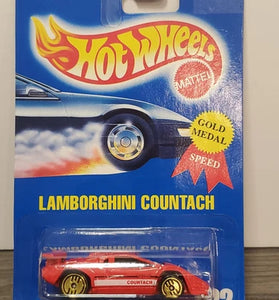 Hot Wheels
MATTEL
GOLD
MEDAL
SPEED
LAMBORGHINI COUNTACH
COUNTACH